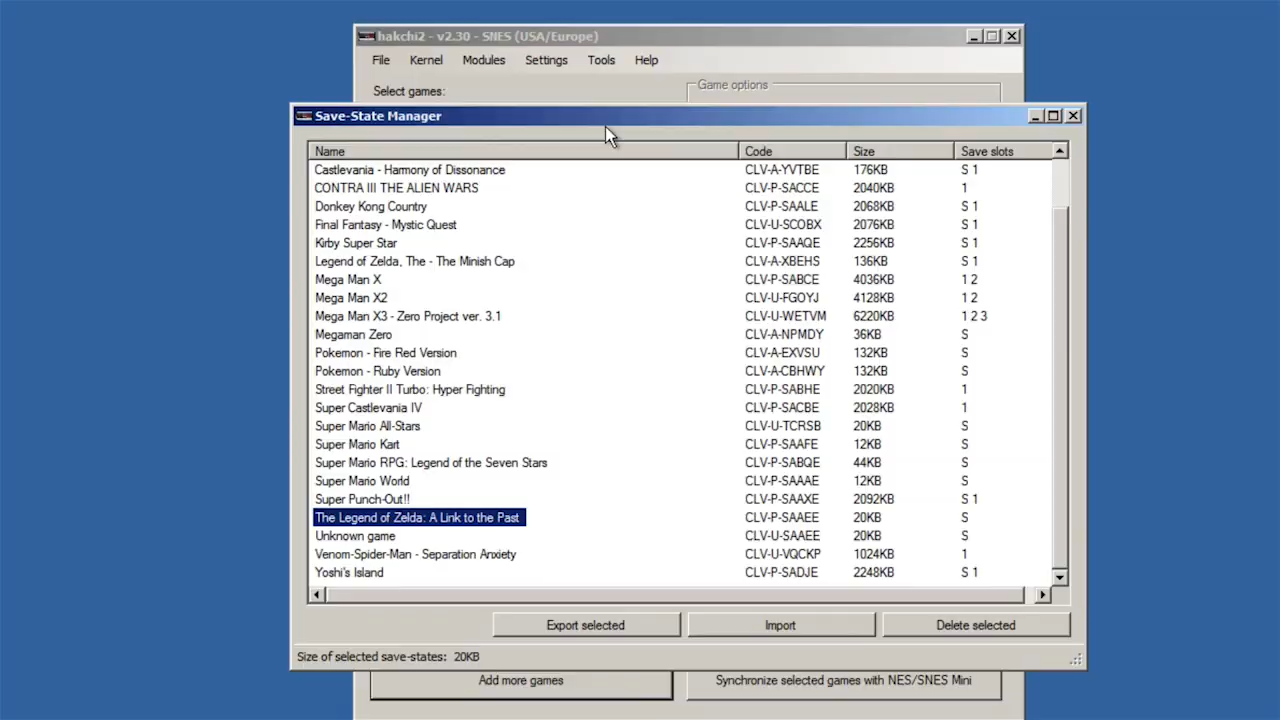 hakchi2 - v2.30 - SNES (USA/Europe)
File Kernel Modules Settings Tools Help
Select games:
Game options
Save-State Manager
Name Code Size Save slots
Castlevania - Harmony of Dissonance CLV-A-YVTBE 176KB S 1
CONTRA III THE ALIEN WARS CLV-P-SACCE 2040KB 1
Donkey Kong Country CLV-P-SAALE 2068KB S 1
Final Fantasy - Mystic Quest CLV-U-SCOBX 2076KB S 1
Kirby Super Star CLV-P-SAAQE 2256KB S 1
Legend of Zelda, The - The Minish Cap CLV-A-XBEHS 136KB S 1
Mega Man X CLV-P-SABCE 4036KB 1 2
Mega Man X2 CLV-U-FGOYJ 4128KB 1 2
Mega Man X3 - Zero Project ver. 3.1 CLV-U-WETVM 6220KB 1 2 3
Megaman Zero CLV-A-NPMDY 36KB S
Pokemon - Fire Red Version CLV-A-EXVSU 132KB S
Pokemon - Ruby Version CLV-A-CBHWY 132KB S
Street Fighter II Turbo: Hyper Fighting CLV-P-SABHE 2020KB 1
Super Castlevania IV CLV-P-SACBE 2028KB 1
Super Mario All-Stars CLV-U-TCRSB 20KB S
Super Mario Kart CLV-P-SAAFE 12KB S
Super Mario RPG: Legend of the Seven Stars CLV-P-SABQE 44KB S
Super Mario World CLV-P-SAAAE 12KB S
Super Punch-Out!! CLV-P-SAAXE 2092KB S 1
The Legend of Zelda: A Link to the Past CLV-P-SAAEE 20KB S
Unknown game CLV-U-SAAEE 20KB S
Venom-Spider-Man - Separation Anxiety CLV-U-VQCKP 1024KB 1
Yoshi's Island CLV-P-SADJE 2248KB S 1
Export selected Import Delete selected
Size of selected save-states: 20KB
Add more games Synchronize selected games with NES/SNES Mini